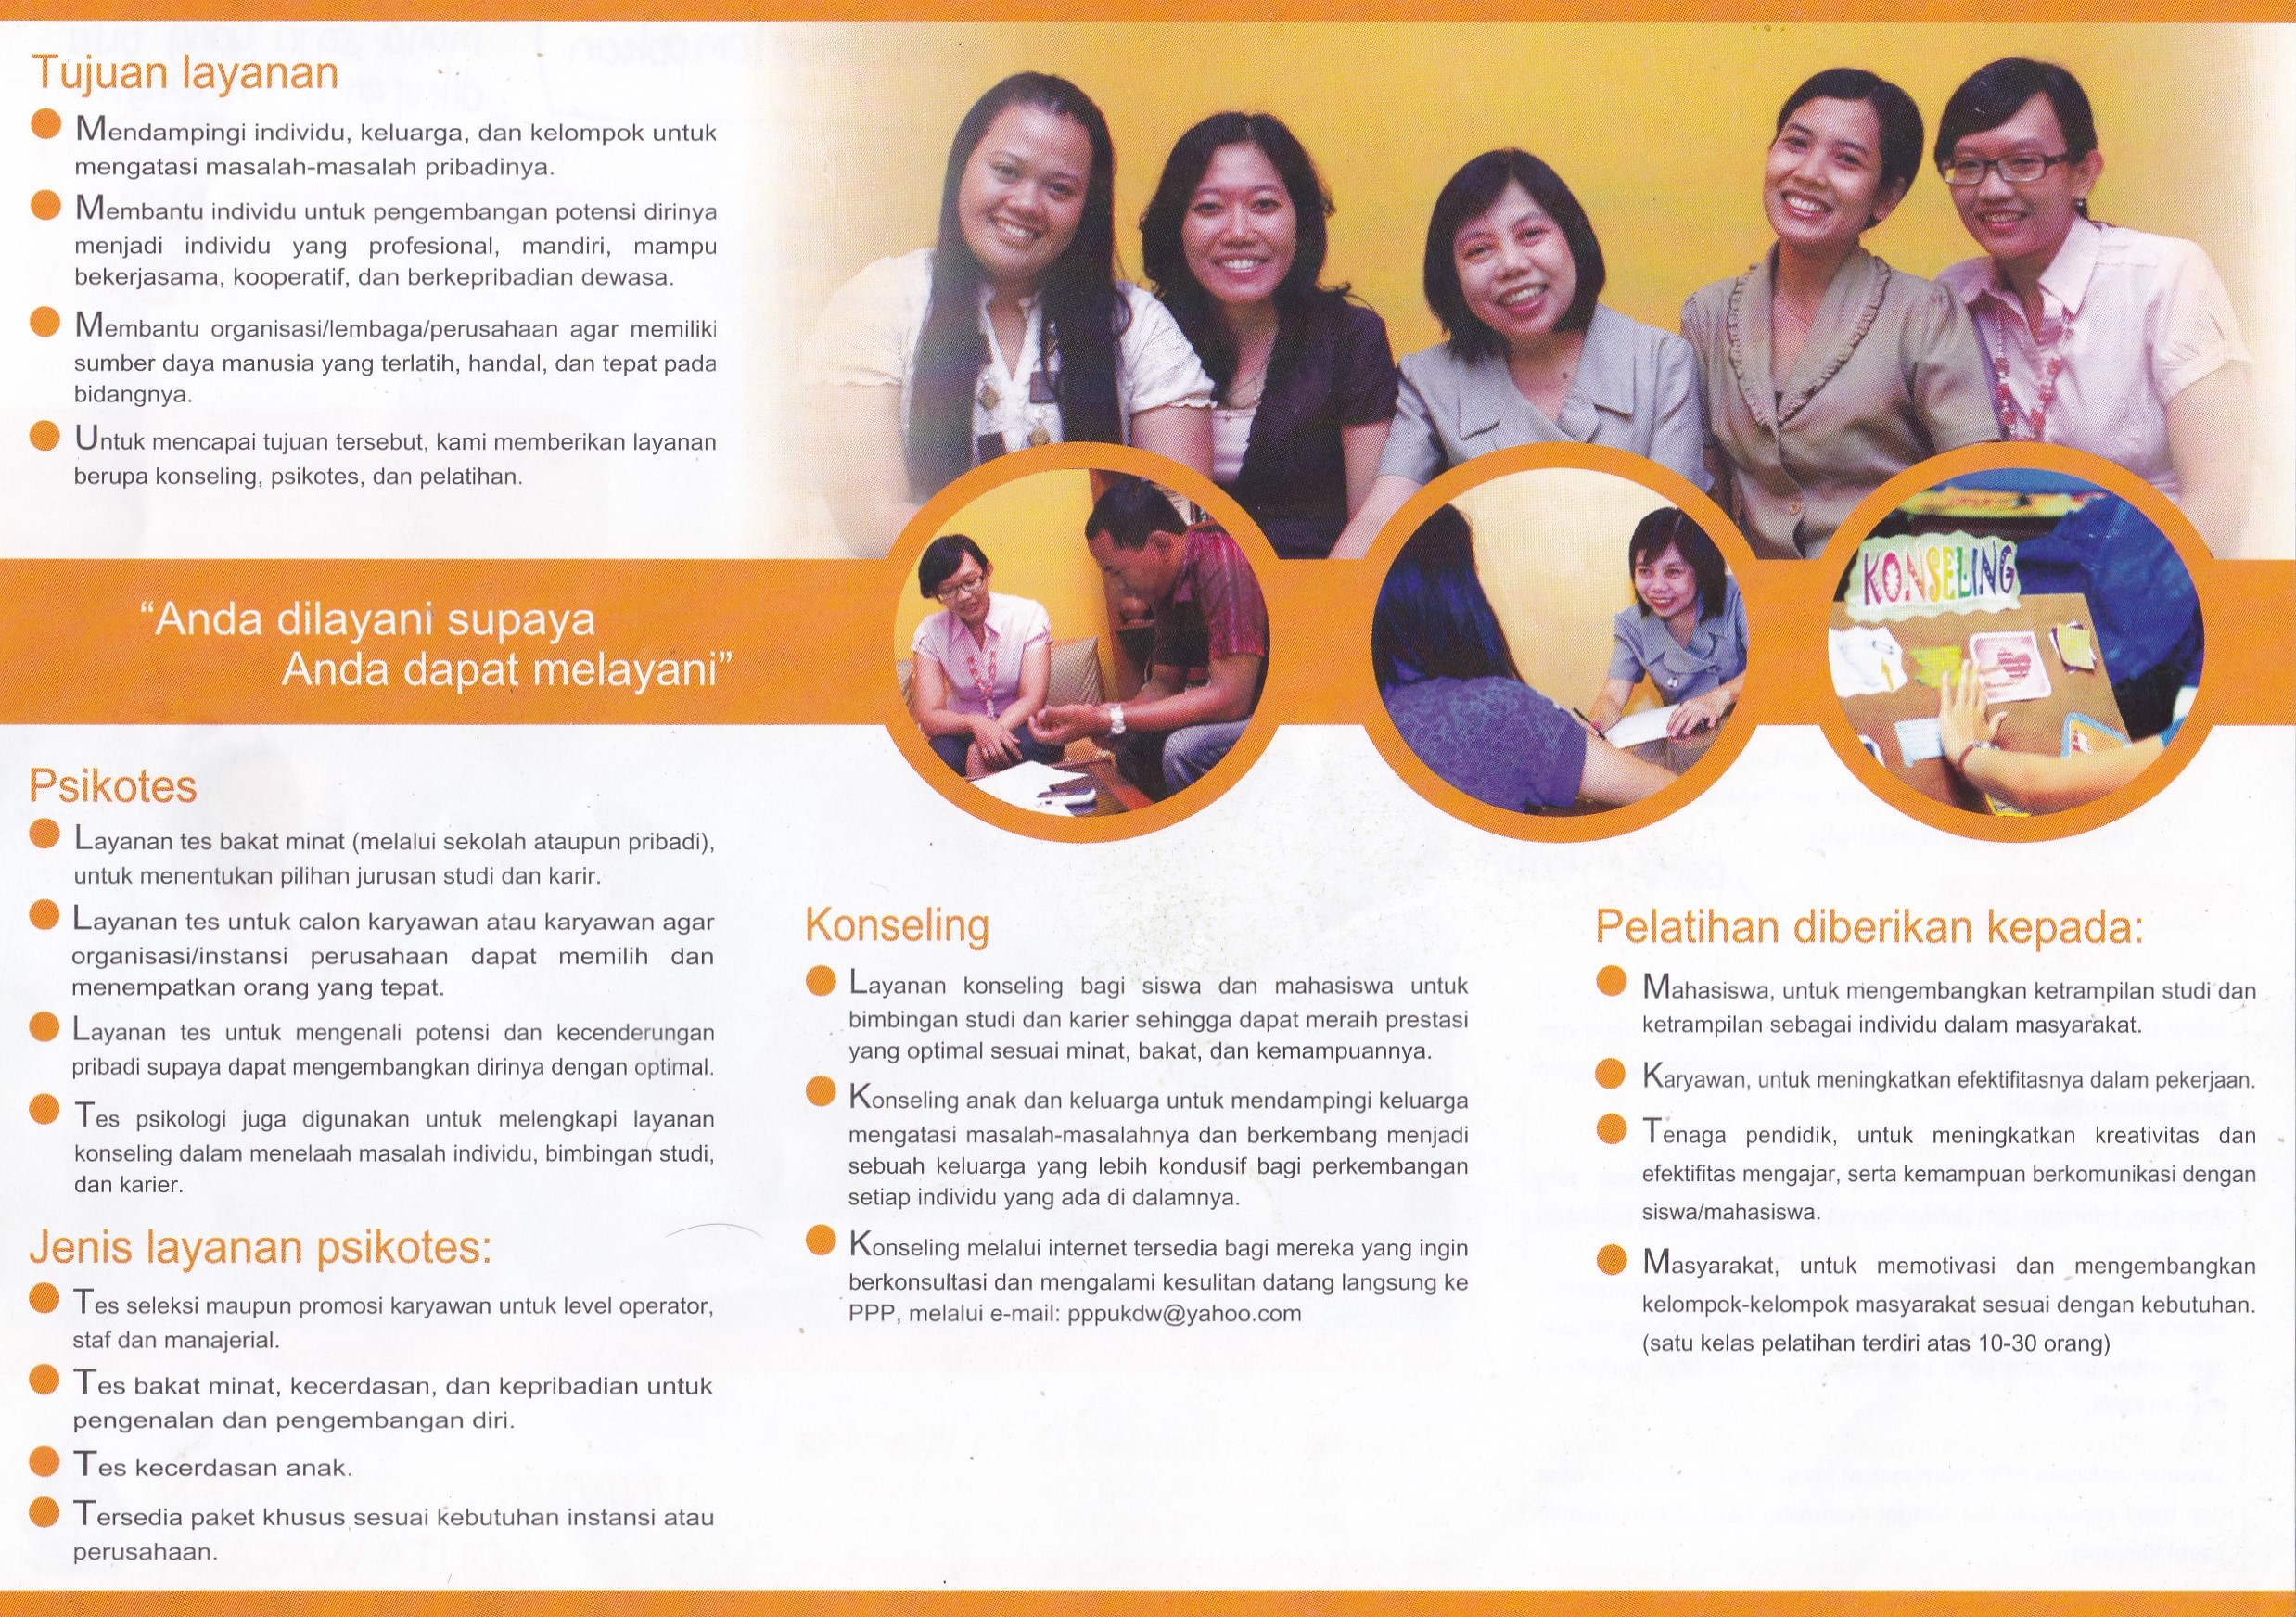 Tujuan layanan
Mendampingi individu, keluarga, dan kelompok untuk
mengatasi masalah-masalah pribadinya.
Membantu individu untuk pengembangan potensi dirinya
menjadi individu yang profesional, mandiri, mampu
bekerjasama, kooperatif, dan berkepribadian dewasa.
Membantu organisasi/lembaga/perusahaan agar memiliki
sumber daya manusia yang terlatih, handal, dan tepat pada
bidangnya.
Untuk mencapai tujuan tersebut, kami memberikan layanan
berupa konseling, psikotes, dan pelatihan.
“Anda dilayani supaya
Anda dapat melayani”
KONSELING
Psikotes
Layanan tes bakat minat (melalui sekolah ataupun pribadi),
untuk menentukan pilihan jurusan studi dan karir.
Layanan tes untuk calon karyawan atau karyawan agar
organisasi/instansi perusahaan dapat memilih dan
menempatkan orang yang tepat.
Layanan tes untuk mengenali potensi dan kecenderungan
pribadi supaya dapat mengembangkan dirinya dengan optimal.
Tes psikologi juga digunakan untuk melengkapi layanan
konseling dalam menelaah masalah individu, bimbingan studi,
dan karier.
Jenis layanan psikotes:
Tes seleksi maupun promosi karyawan untuk level operator,
staf dan manajerial.
Tes bakat minat, kecerdasan, dan kepribadian untuk
pengenalan dan pengembangan diri.
Tes kecerdasan anak.
Tersedia paket khusus sesuai kebutuhan instansi atau
perusahaan.
Konseling
Layanan konseling bagi siswa dan mahasiswa untuk
bimbingan studi dan karier sehingga dapat meraih prestasi
yang optimal sesuai minat, bakat, dan kemampuannya.
Konseling anak dan keluarga untuk mendampingi keluarga
mengatasi masalah-masalahnya dan berkembang menjadi
sebuah keluarga yang lebih kondusif bagi perkembangan
setiap individu yang ada di dalamnya.
Konseling melalui internet tersedia bagi mereka yang ingin
berkonsultasi dan mengalami kesulitan datang langsung ke
PPP, melalui e-mail: pppukdw@yahoo.com
Pelatihan diberikan kepada:
Mahasiswa, untuk mengembangkan ketrampilan studi dan
ketrampilan sebagai individu dalam masyarakat.
Karyawan, untuk meningkatkan efektifitasnya dalam pekerjaan.
Tenaga pendidik, untuk meningkatkan kreativitas dan
efektifitas mengajar, serta kemampuan berkomunikasi dengan
siswa/mahasiswa.
Masyarakat, untuk memotivasi dan mengembangkan
kelompok-kelompok masyarakat sesuai dengan kebutuhan.
(satu kelas pelatihan terdiri atas 10-30 orang)